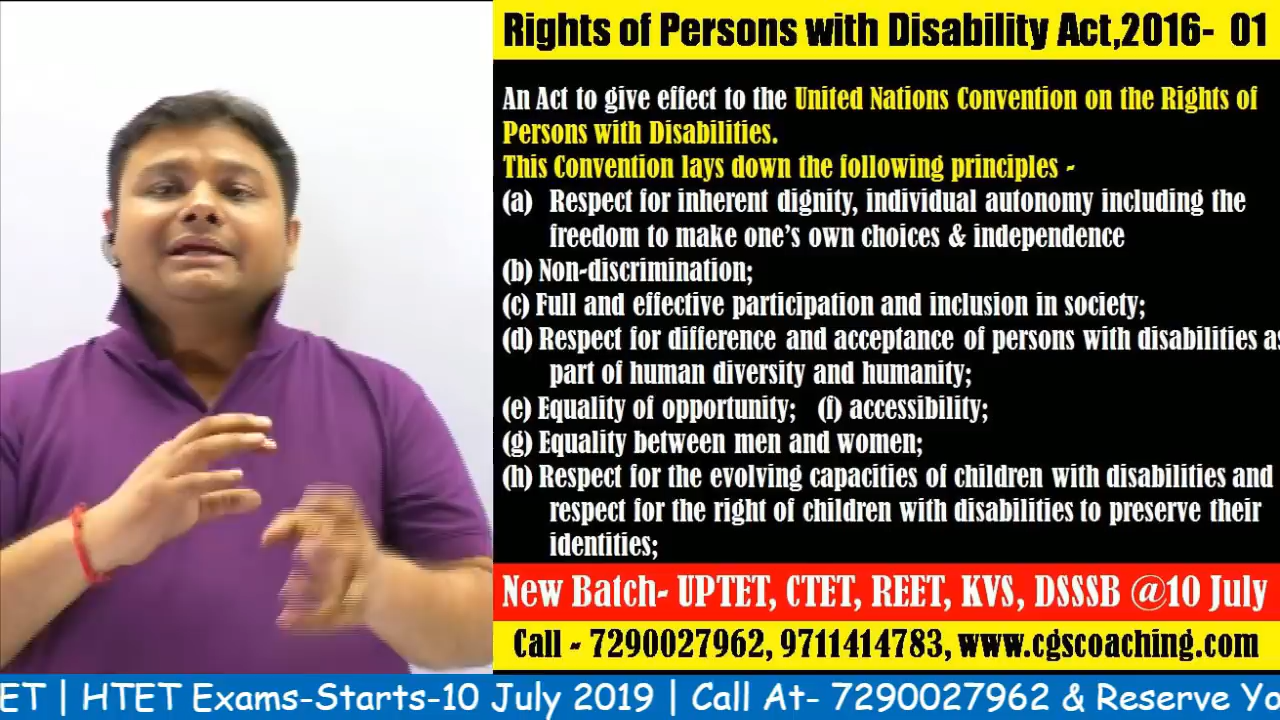 Rights of Persons with Disability Act,2016- 01
An Act to give effect to the United Nations Convention on the Rights of
Persons with Disabilities.
This Convention lays down the following principles -
(a) Respect for inherent dignity, individual autonomy including the
freedom to make one's own choices & independence
(b) Non-discrimination;
(c) Full and effective participation and inclusion in society;
(d) Respect for difference and acceptance of persons with disabilities as
part of human diversity and humanity;
(e) Equality of opportunity; (f) accessibility;
(g) Equality between men and women;
(h) Respect for the evolving capacities of children with disabilities and
respect for the right of children with disabilities to preserve their
identities;
New Batch- UPTET, CTET, REET, KVS, DSSSB @10 July
Call - 7290027962, 9711414783, www.cgscoaching.com
ET | HTET Exams-Starts-10 July 2019 | Call At- 7290027962 & Reserve Yo